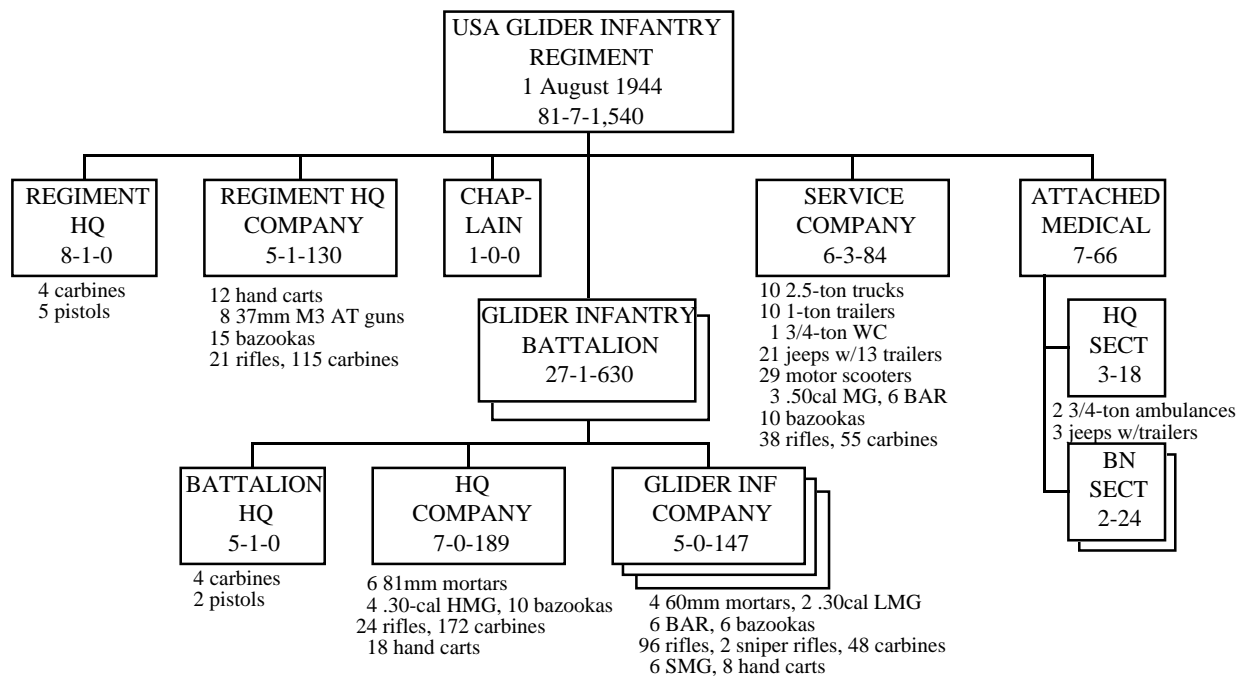 USA GLIDER INFANTRY
REGIMENT
1 August 1944
81-7-1,540
REGIMENT
HQ
8-1-0
4 carbines
5 pistols
REGIMENT HQ
COMPANY
5-1-130
12 hand carts
8 37mm M3 AT guns
15 bazookas
21 rifles, 115 carbines
CHAP-
LAIN
1-0-0
GLIDER INFANTRY
BATTALION
27-1-630
SERVICE
COMPANY
6-3-84
10 2.5-ton trucks
10 1-ton trailers
1 3/4-ton WC
21 jeeps w/13 trailers
29 motor scooters
3 .50cal MG, 6 BAR
10 bazookas
38 rifles, 55 carbines
ATTACHED
MEDICAL
7-66
HQ
SECT
3-18
2 3/4-ton ambulances
3 jeeps w/trailers
BN
SECT
2-24
BATTALION
HQ
5-1-0
4 carbines
2 pistols
HQ
COMPANY
7-0-189
6 81mm mortars
4 .30-cal HMG, 10 bazookas
24 rifles, 172 carbines
18 hand carts
GLIDER INF
COMPANY
5-0-147
4 60mm mortars, 2 .30cal LMG
6 BAR, 6 bazookas
96 rifles, 2 sniper rifles, 48 carbines
6 SMG, 8 hand carts